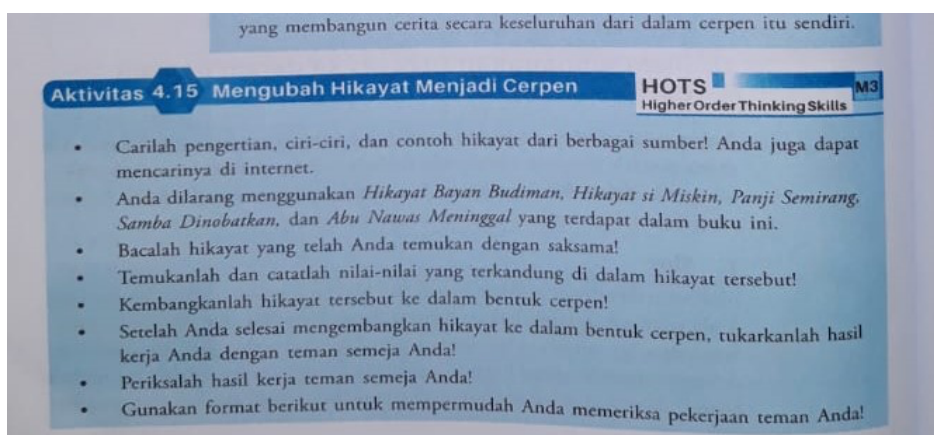 yang membangun cerita secara keseluruhan dari dalam cerpen itu sendiri.
Aktivitas 4.15 Mengubah Hikayat Menjadi Cerpen
HOTS
M3
Higher Order Thinking Skills
• Carilah pengertian, ciri-ciri, dan contoh hikayat dari berbagai sumber! Anda juga dapat
mencarinya di internet.
• Anda dilarang menggunakan Hikayat Bayan Budiman, Hikayat si Miskin, Panji Semirang,
Samba Dinobatkan, dan Abu Nawas Meninggal yang terdapat dalam buku ini.
• Bacalah hikayat yang telah Anda temukan dengan saksama!
• Temukanlah dan catatlah nilai-nilai yang terkandung di dalam hikayat tersebut!
• Kembangkanlah hikayat tersebut ke dalam bentuk cerpen!
• Setelah Anda selesai mengembangkan hikayat ke dalam bentuk cerpen, tukarkanlah hasil
kerja Anda dengan teman semeja Anda!
• Periksalah hasil kerja teman semeja Anda!
• Gunakan format berikut untuk mempermudah Anda memeriksa pekerjaan teman Anda!